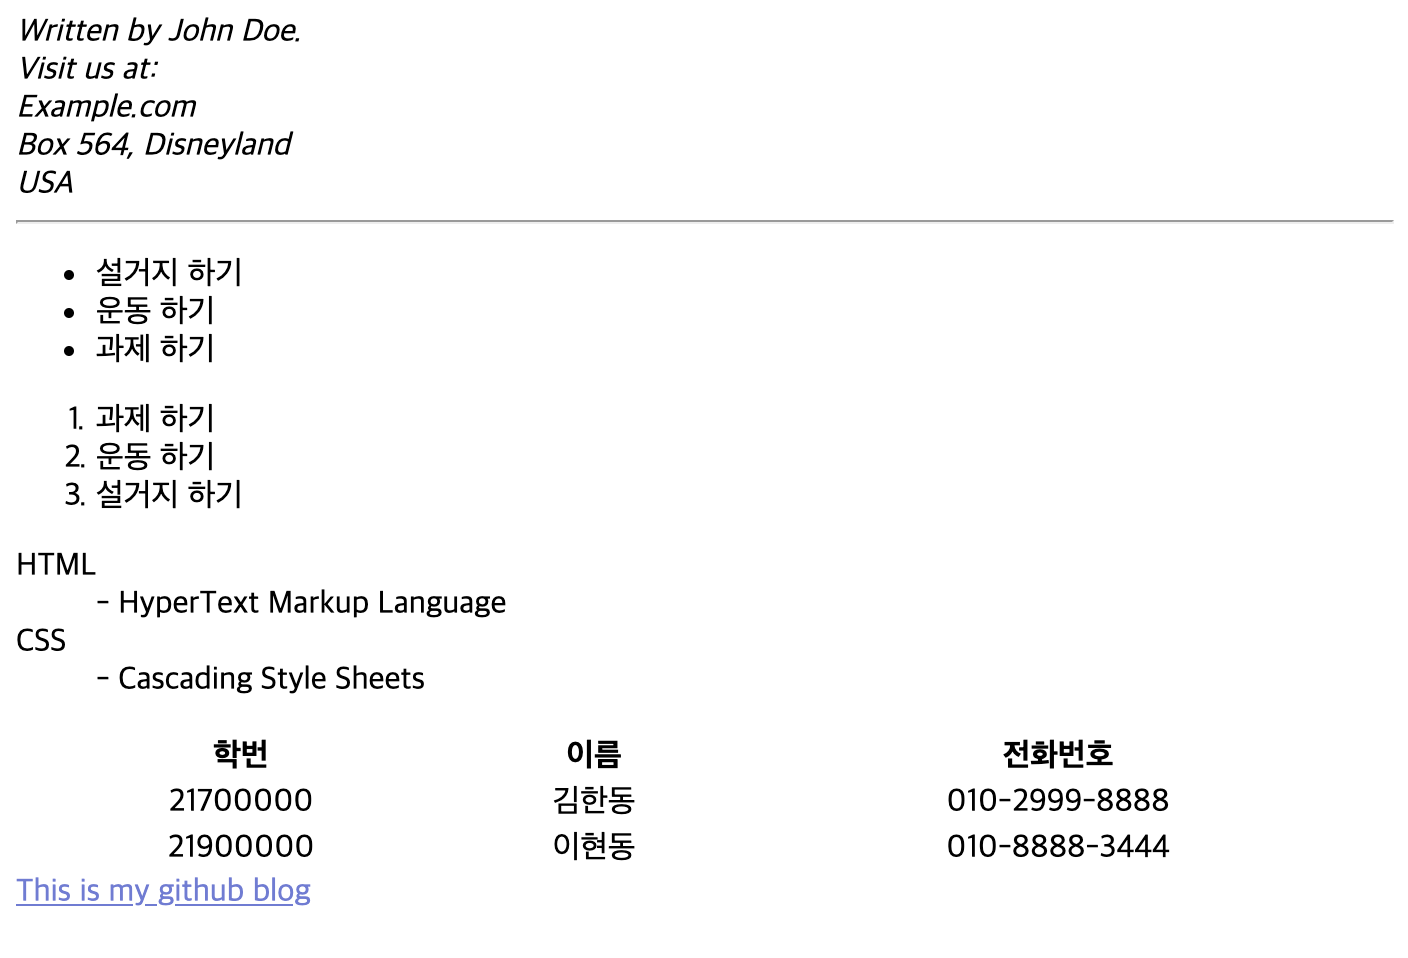 Written by John Doe.
Visit us at:
Example.com
Box 564, Disneyland
USA
• 설거지 하기
• 운동 하기
• 과제 하기
1. 과제 하기
2. 운동 하기
3. 설거지 하기
HTML
- HyperText Markup Language
CSS
- Cascading Style Sheets
학번 이름 전화번호
21700000 김한동 010-2999-8888
21900000 이현동 010-8888-3444
This is my github blog